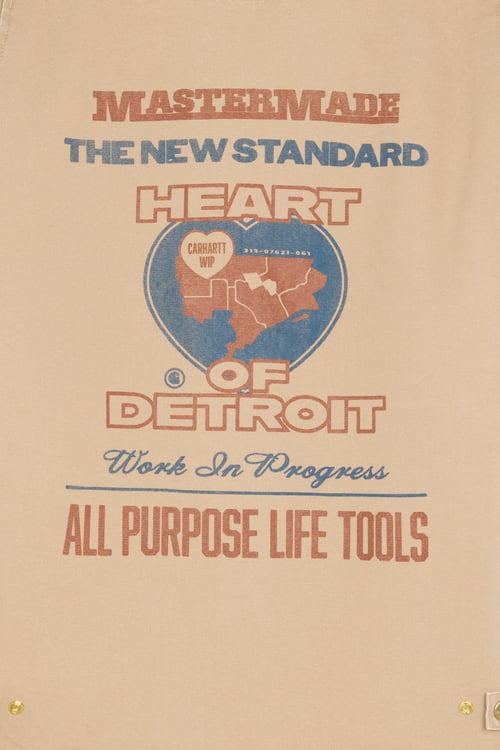 MASTERMADE
THE NEW STANDARD
HEART
CARHARTT
WIP
313-07621-061
OF
DETROIT
Work In Progress
ALL PURPOSE LIFE TOOLS